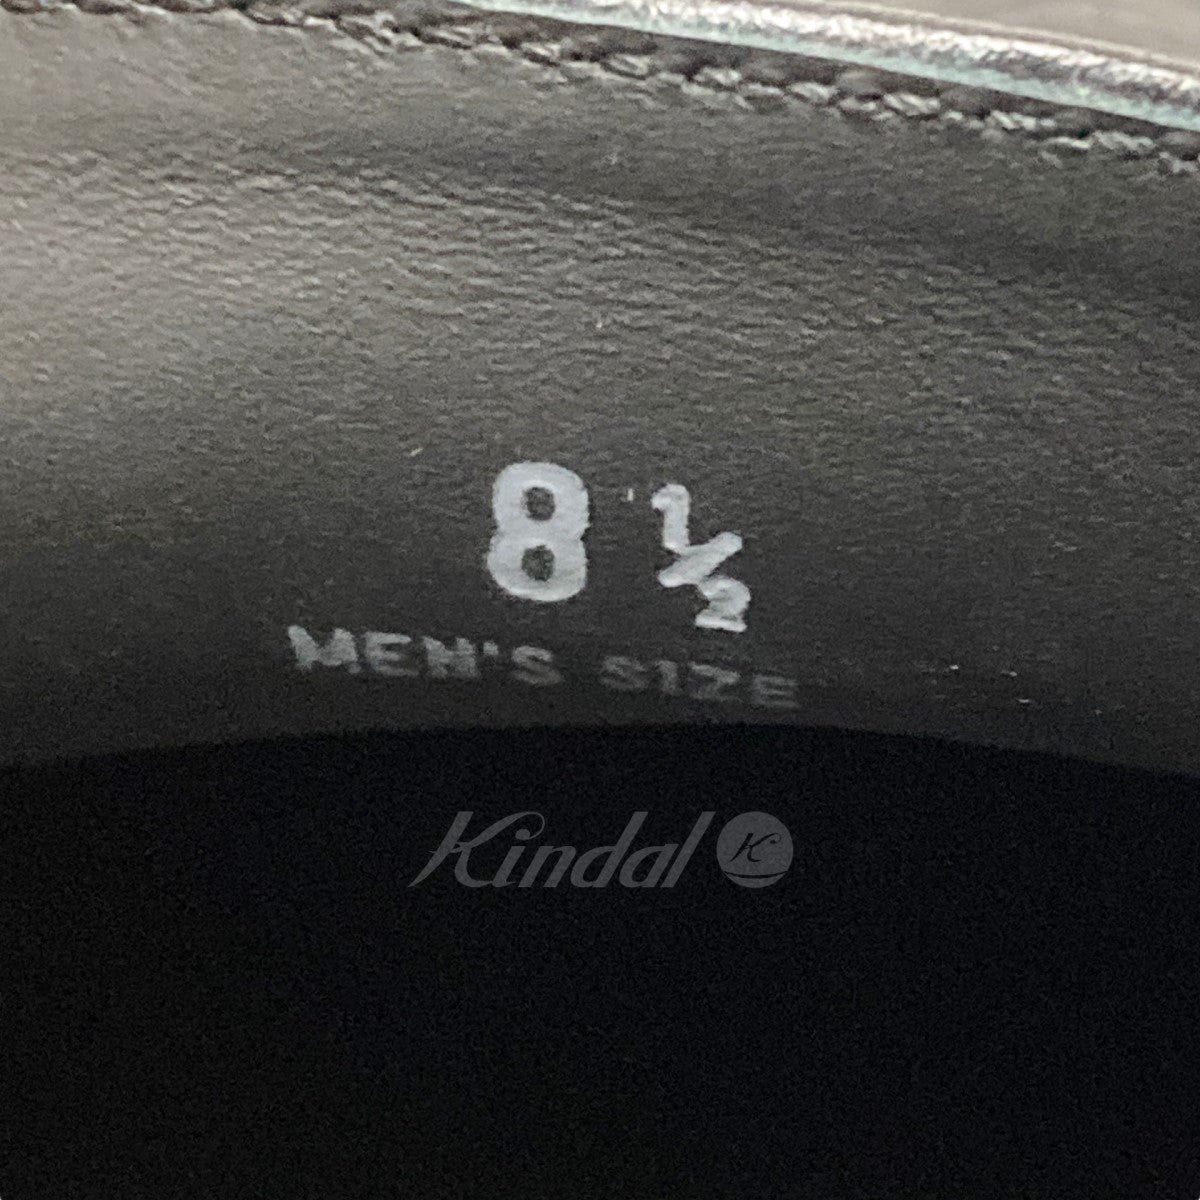 8 ½
MEN'S SIZE
Kindal K